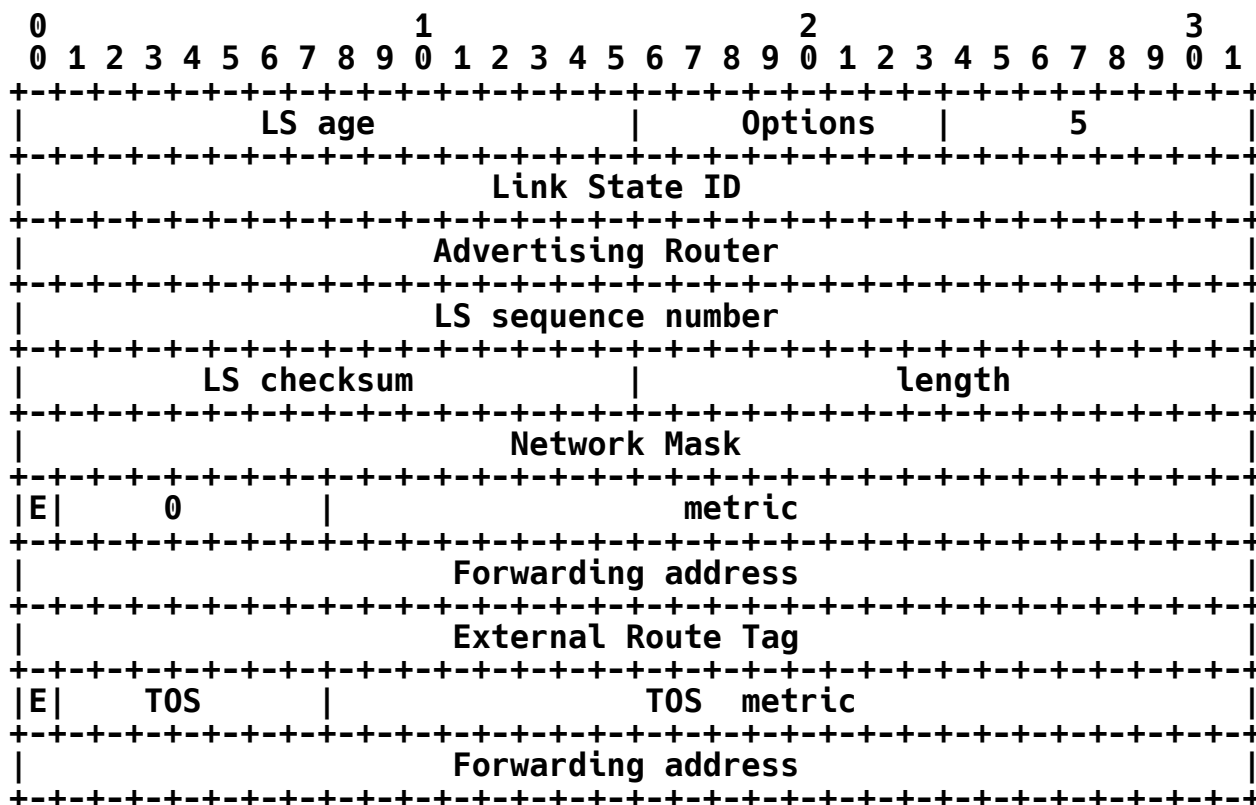 0                   1                   2                   3
 0 1 2 3 4 5 6 7 8 9 0 1 2 3 4 5 6 7 8 9 0 1 2 3 4 5 6 7 8 9 0 1
+-+-+-+-+-+-+-+-+-+-+-+-+-+-+-+-+-+-+-+-+-+-+-+-+-+-+-+-+-+-+-+-+
|            LS age             |     Options   |      5        |
+-+-+-+-+-+-+-+-+-+-+-+-+-+-+-+-+-+-+-+-+-+-+-+-+-+-+-+-+-+-+-+-+
|                        Link State ID                          |
+-+-+-+-+-+-+-+-+-+-+-+-+-+-+-+-+-+-+-+-+-+-+-+-+-+-+-+-+-+-+-+-+
|                     Advertising Router                        |
+-+-+-+-+-+-+-+-+-+-+-+-+-+-+-+-+-+-+-+-+-+-+-+-+-+-+-+-+-+-+-+-+
|                     LS sequence number                        |
+-+-+-+-+-+-+-+-+-+-+-+-+-+-+-+-+-+-+-+-+-+-+-+-+-+-+-+-+-+-+-+-+
|         LS checksum           |             length            |
+-+-+-+-+-+-+-+-+-+-+-+-+-+-+-+-+-+-+-+-+-+-+-+-+-+-+-+-+-+-+-+-+
|                         Network Mask                          |
+-+-+-+-+-+-+-+-+-+-+-+-+-+-+-+-+-+-+-+-+-+-+-+-+-+-+-+-+-+-+-+-+
|E|     0       |                  metric                       |
+-+-+-+-+-+-+-+-+-+-+-+-+-+-+-+-+-+-+-+-+-+-+-+-+-+-+-+-+-+-+-+-+
|                      Forwarding address                       |
+-+-+-+-+-+-+-+-+-+-+-+-+-+-+-+-+-+-+-+-+-+-+-+-+-+-+-+-+-+-+-+-+
|                      External Route Tag                       |
+-+-+-+-+-+-+-+-+-+-+-+-+-+-+-+-+-+-+-+-+-+-+-+-+-+-+-+-+-+-+-+-+
|E|    TOS      |                TOS  metric                    |
+-+-+-+-+-+-+-+-+-+-+-+-+-+-+-+-+-+-+-+-+-+-+-+-+-+-+-+-+-+-+-+-+
|                      Forwarding address                       |
+-+-+-+-+-+-+-+-+-+-+-+-+-+-+-+-+-+-+-+-+-+-+-+-+-+-+-+-+-+-+-+-+